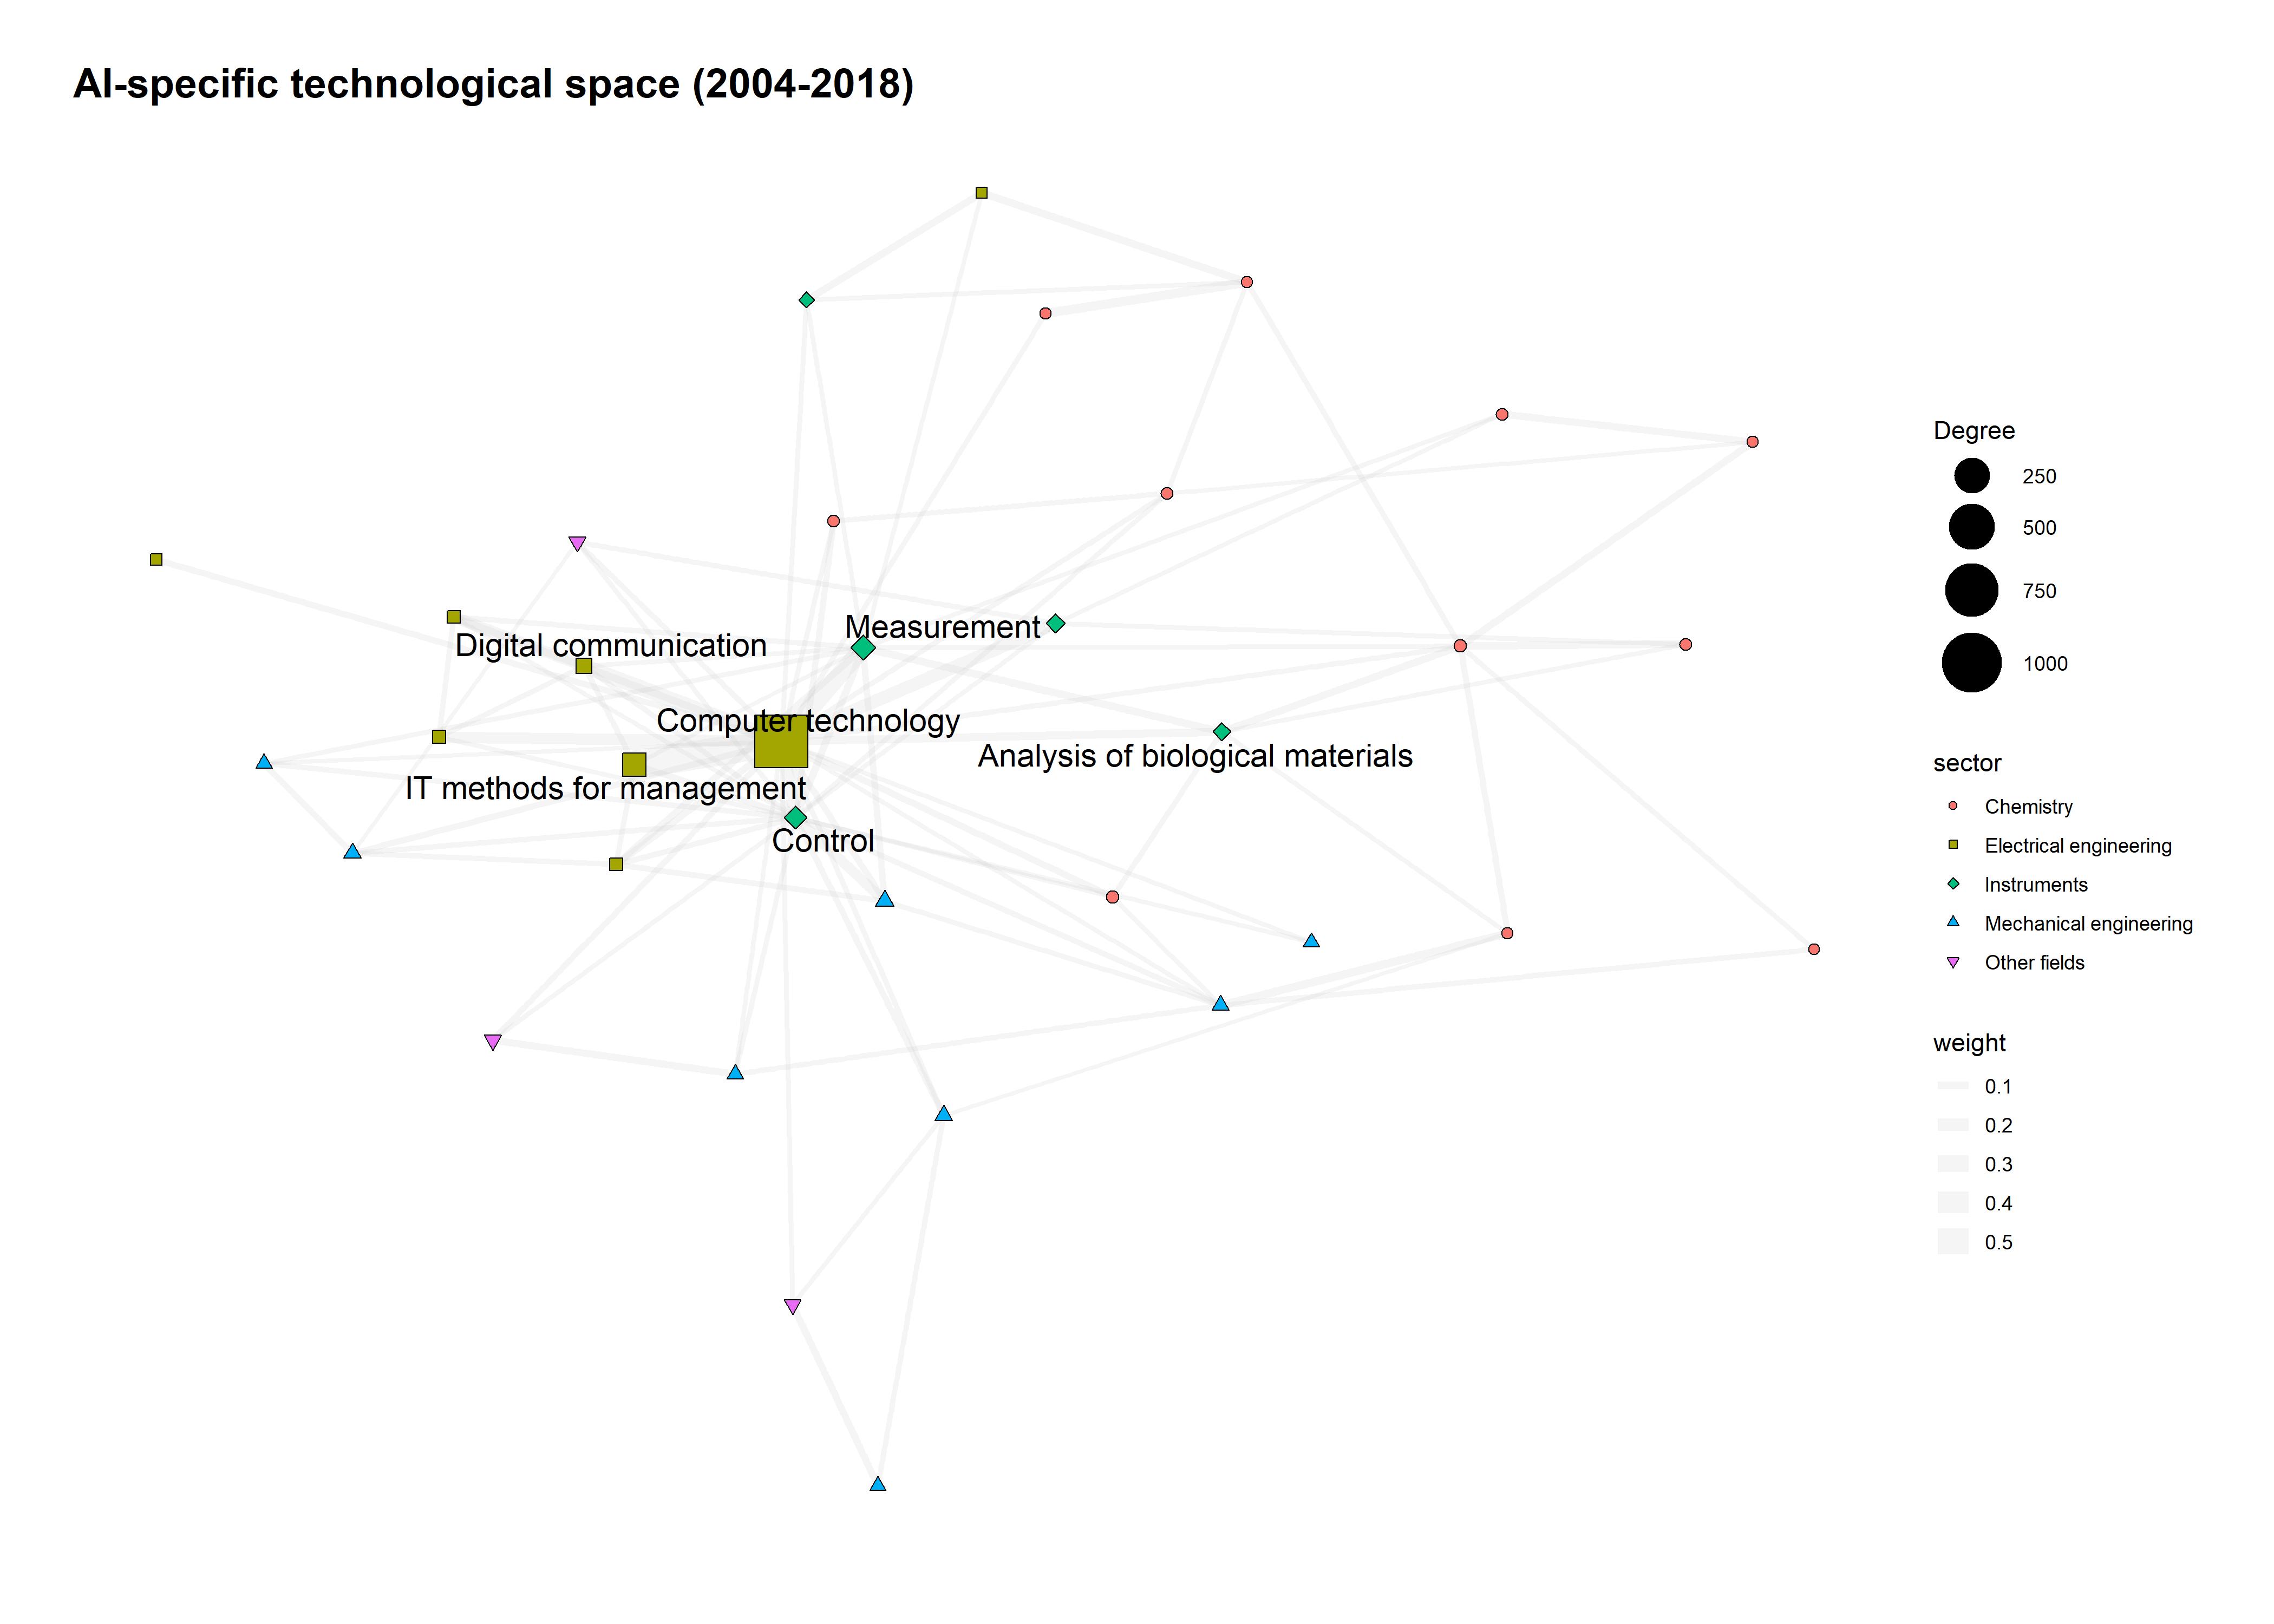 AI-specific technological space (2004-2018)
Measurement
Digital communication
Computer technology
Analysis of biological materials
IT methods for management
Control
Degree
250
500
750
1000
sector
Chemistry
Electrical engineering
Instruments
Mechanical engineering
Other fields
weight
0.1
0.2
0.3
0.4
0.5